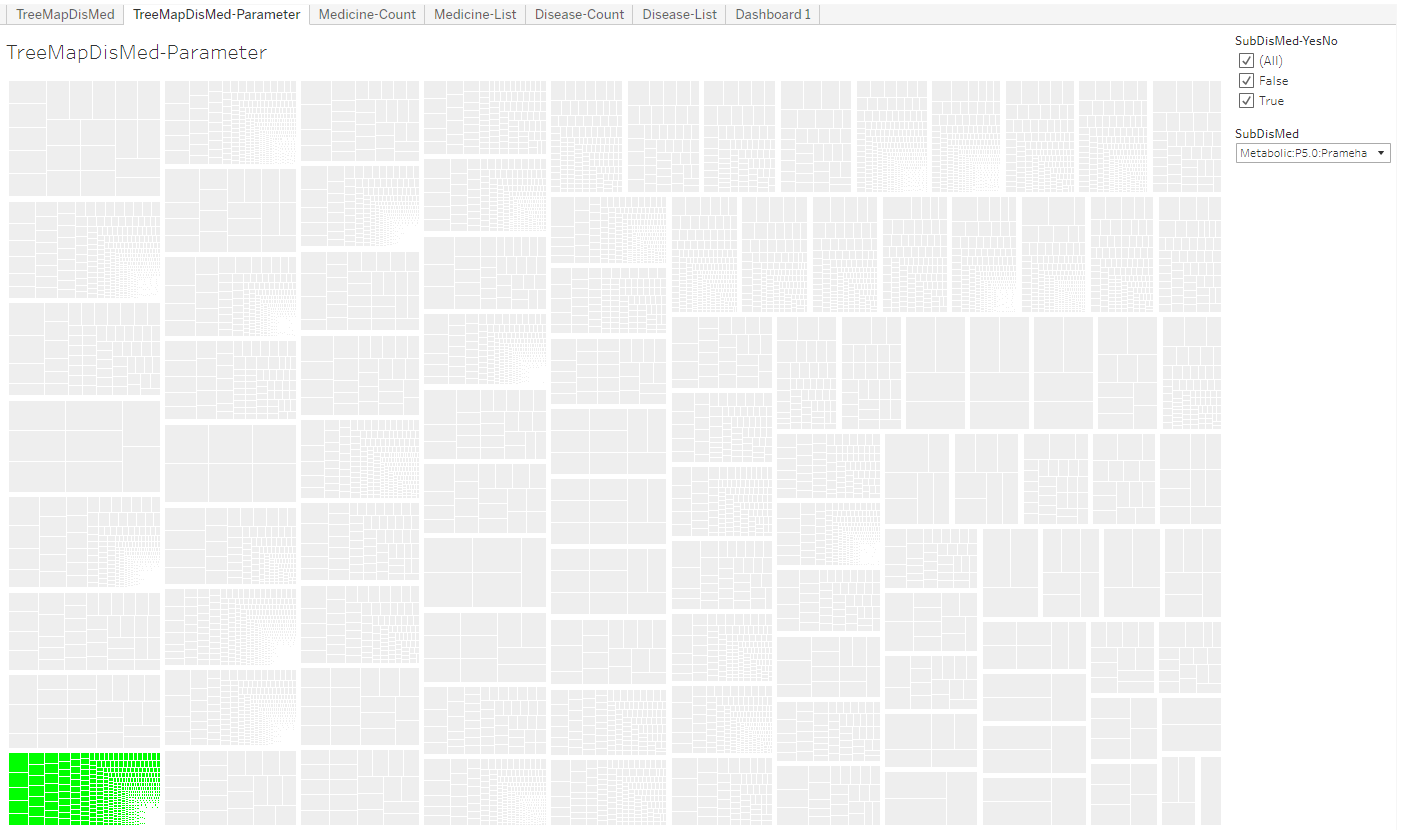 TreeMapDisMed TreeMapDisMed-Parameter Medicine-Count Medicine-List Disease-Count Disease-List Dashboard 1
TreeMapDisMed-Parameter
SubDisMed-YesNo
(All)
False
True
SubDisMed
Metabolic:P5.0:Prameha